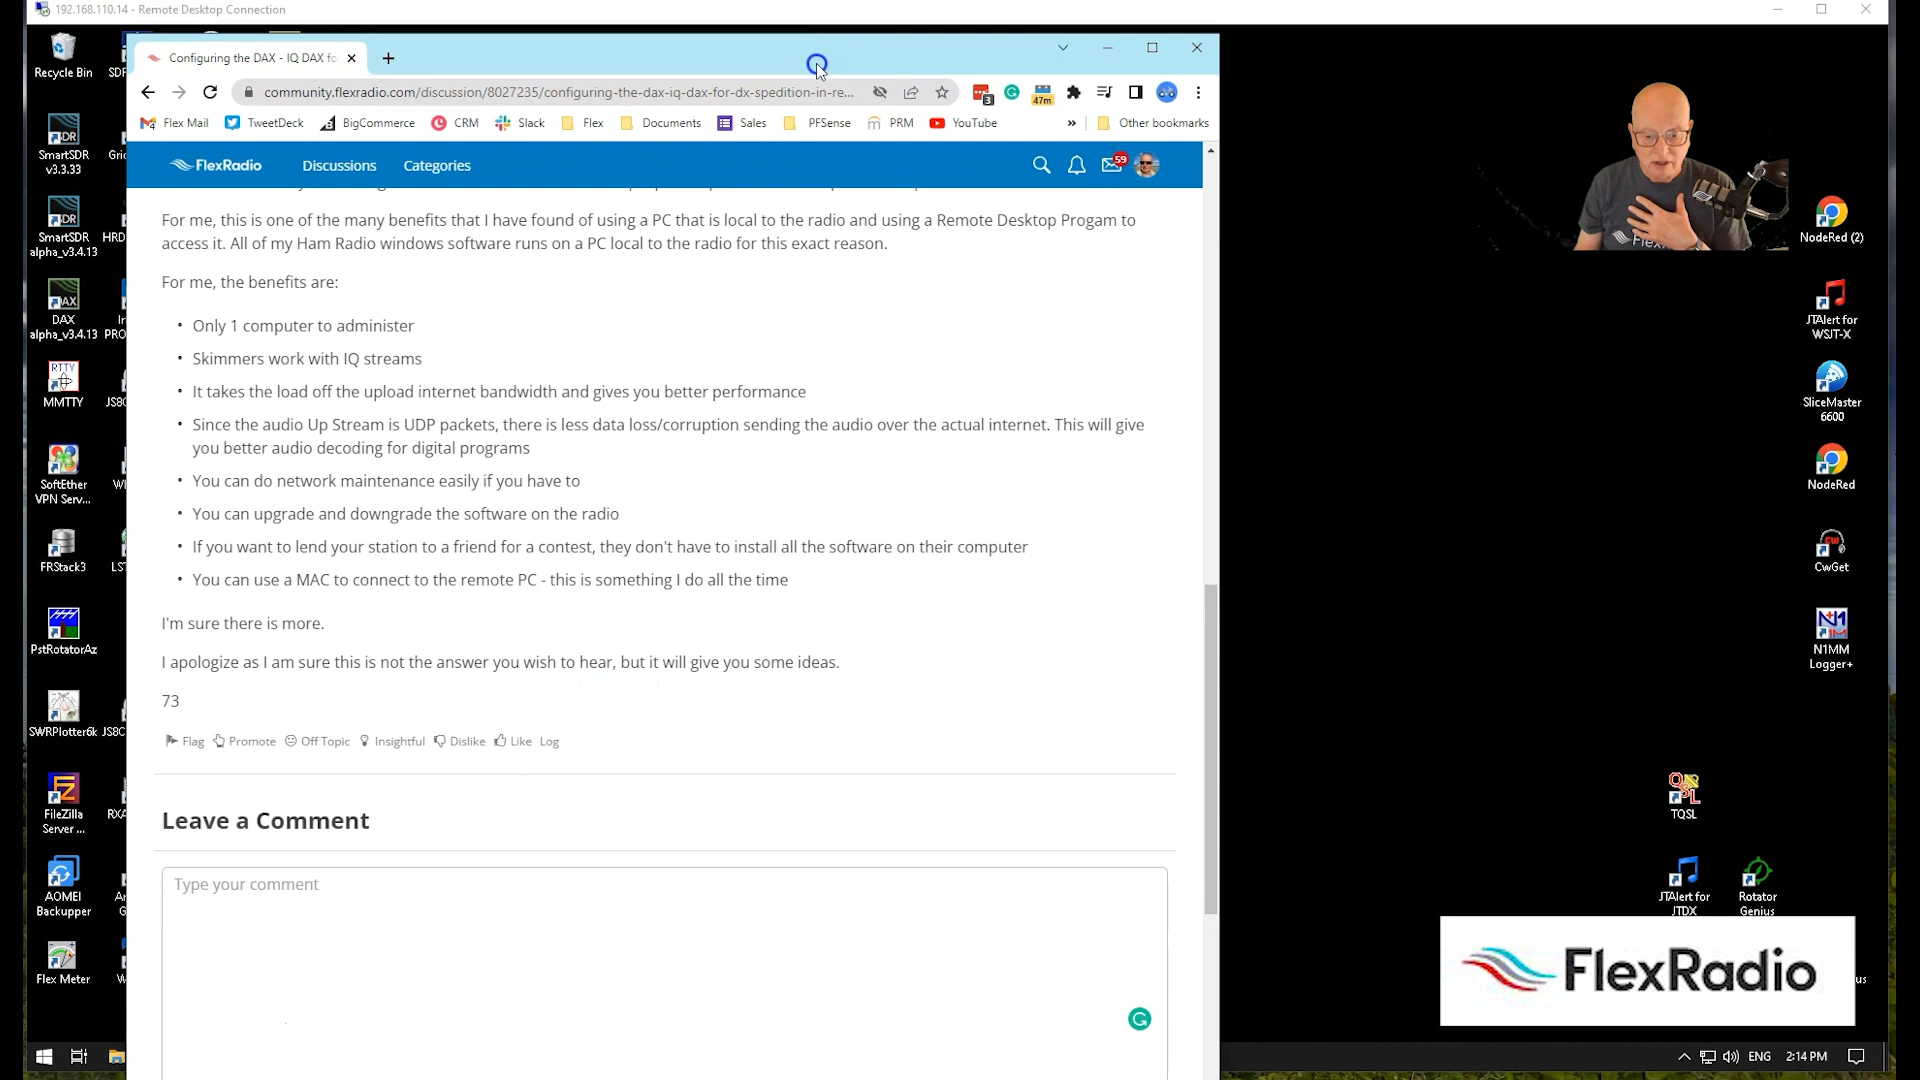 192.168.110.14 - Remote Desktop Connection
Configuring the DAX - IQ DAX fo
community.flexradio.com/discussion/8027235/configuring-the-dax-iq-dax-for-dx-spedition-in-re...
3
47m
Flex Mail
TweetDeck
BigCommerce
CRM
Slack
Flex
Documents
Sales
PFSense
PRM
YouTube
»
Other bookmarks
FlexRadio
Discussions
Categories
59
For me, this is one of the many benefits that I have found of using a PC that is local to the radio and using a Remote Desktop Progam to
access it. All of my Ham Radio windows software runs on a PC local to the radio for this exact reason.
For me, the benefits are:
• Only 1 computer to administer
• Skimmers work with IQ streams
• It takes the load off the upload internet bandwidth and gives you better performance
• Since the audio Up Stream is UDP packets, there is less data loss/corruption sending the audio over the actual internet. This will give
you better audio decoding for digital programs
• You can do network maintenance easily if you have to
• You can upgrade and downgrade the software on the radio
• If you want to lend your station to a friend for a contest, they don't have to install all the software on their computer
• You can use a MAC to connect to the remote PC - this is something I do all the time
I'm sure there is more.
I apologize as I am sure this is not the answer you wish to hear, but it will give you some ideas.
73
Flag Promote Off Topic Insightful Dislike Like Log
Leave a Comment
Type your comment
Recycle Bin
SmartSDR
v3.3.33
SmartSDR
alpha_v3.4.13
DAX
alpha_v3.4.13
RTTY
MMTTY
SoftEther
VPN Serv...
FRStack3
PstRotatorAz
SWRPlotter6k
FileZilla
Server ...
AOMEI
Backupper
Flex Meter
SDR
Gric
HRD
PRO
JS8C
WI
LST
JS8C
RXA
NodeRed (2)
JTAlert for
WSJT-X
SliceMaster
6600
NodeRed
CwGet
N1MM
Logger+
TQSL
JTAlert for
JTDX
Rotator
Genius
FlexRadio
ENG
2:14 PM